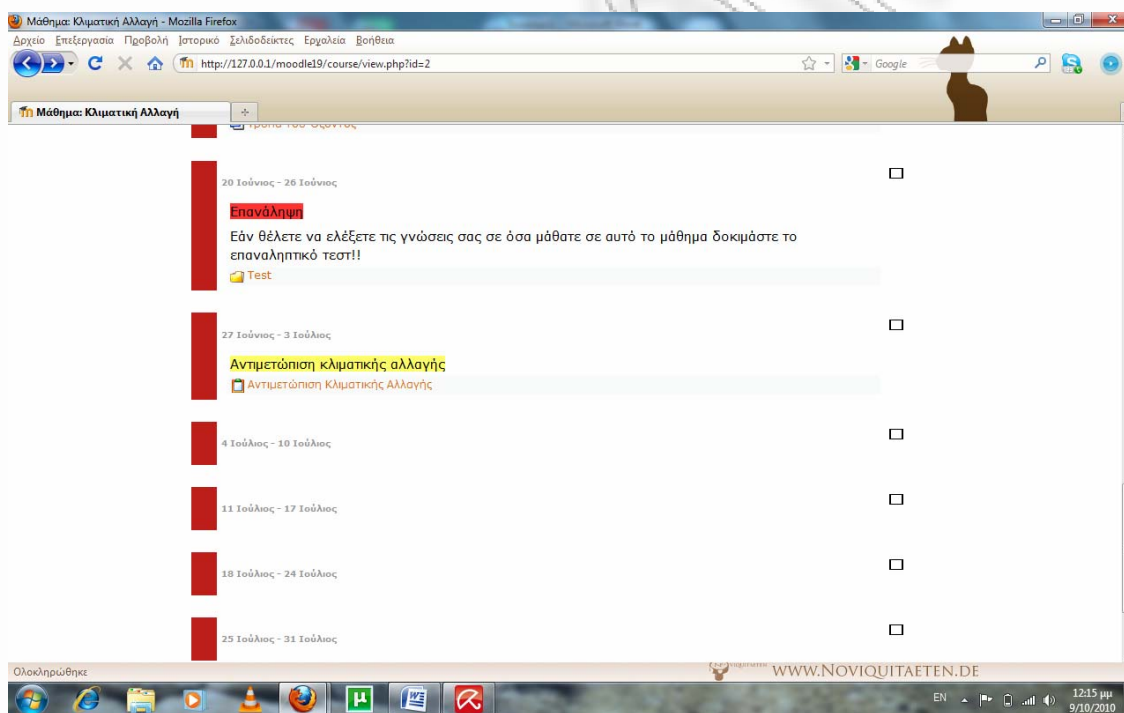 Μάθημα: Κλιματική Αλλαγή - Mozilla Firefox
Αρχείο Επεξεργασία Προβολή Ιστορικό Σελιδοδείκτες Εργαλεία Βοήθεια
http://127.0.0.1/moodle19/course/view.php?id=2
Google
Μάθημα: Κλιματική Αλλαγή
Τρύπα του Όζοντος
20 Ιούνιος - 26 Ιούνιος
Επανάληψη
Εάν θέλετε να ελέξετε τις γνώσεις σας σε όσα μάθατε σε αυτό το μάθημα δοκιμάστε το
επαναληπτικό τεστ!!
Test
27 Ιούνιος - 3 Ιούλιος
Αντιμετώπιση κλιματικής αλλαγής
Αντιμετώπιση Κλιματικής Αλλαγής
4 Ιούλιος - 10 Ιούλιος
11 Ιούλιος - 17 Ιούλιος
18 Ιούλιος - 24 Ιούλιος
25 Ιούλιος - 31 Ιούλιος
Ολοκληρώθηκε
www.Noviquitaeten.de
EN
12:15 μμ
9/10/2010